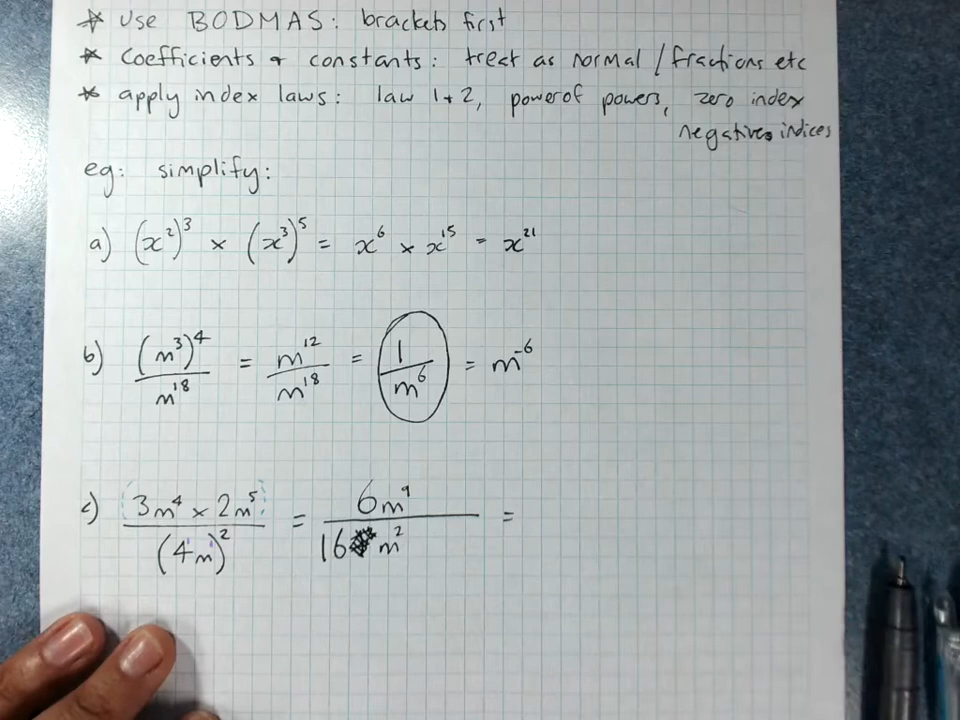 * Use BODMAS: brackets first
* Coefficients & constants: treat as normal / fractions etc
* apply index laws: law 1+2, power of powers, zero index
negative indices
eg: simplify:
a) (x²)³ × (x³)⁵ = x⁶ × x¹⁵ = x²¹
b) (m³)⁴/m¹⁸ = m¹²/m¹⁸ = 1/m⁶ = m⁻⁶
c) 3m⁴ × 2m⁵/(4m)² = 6m⁹/16m² =